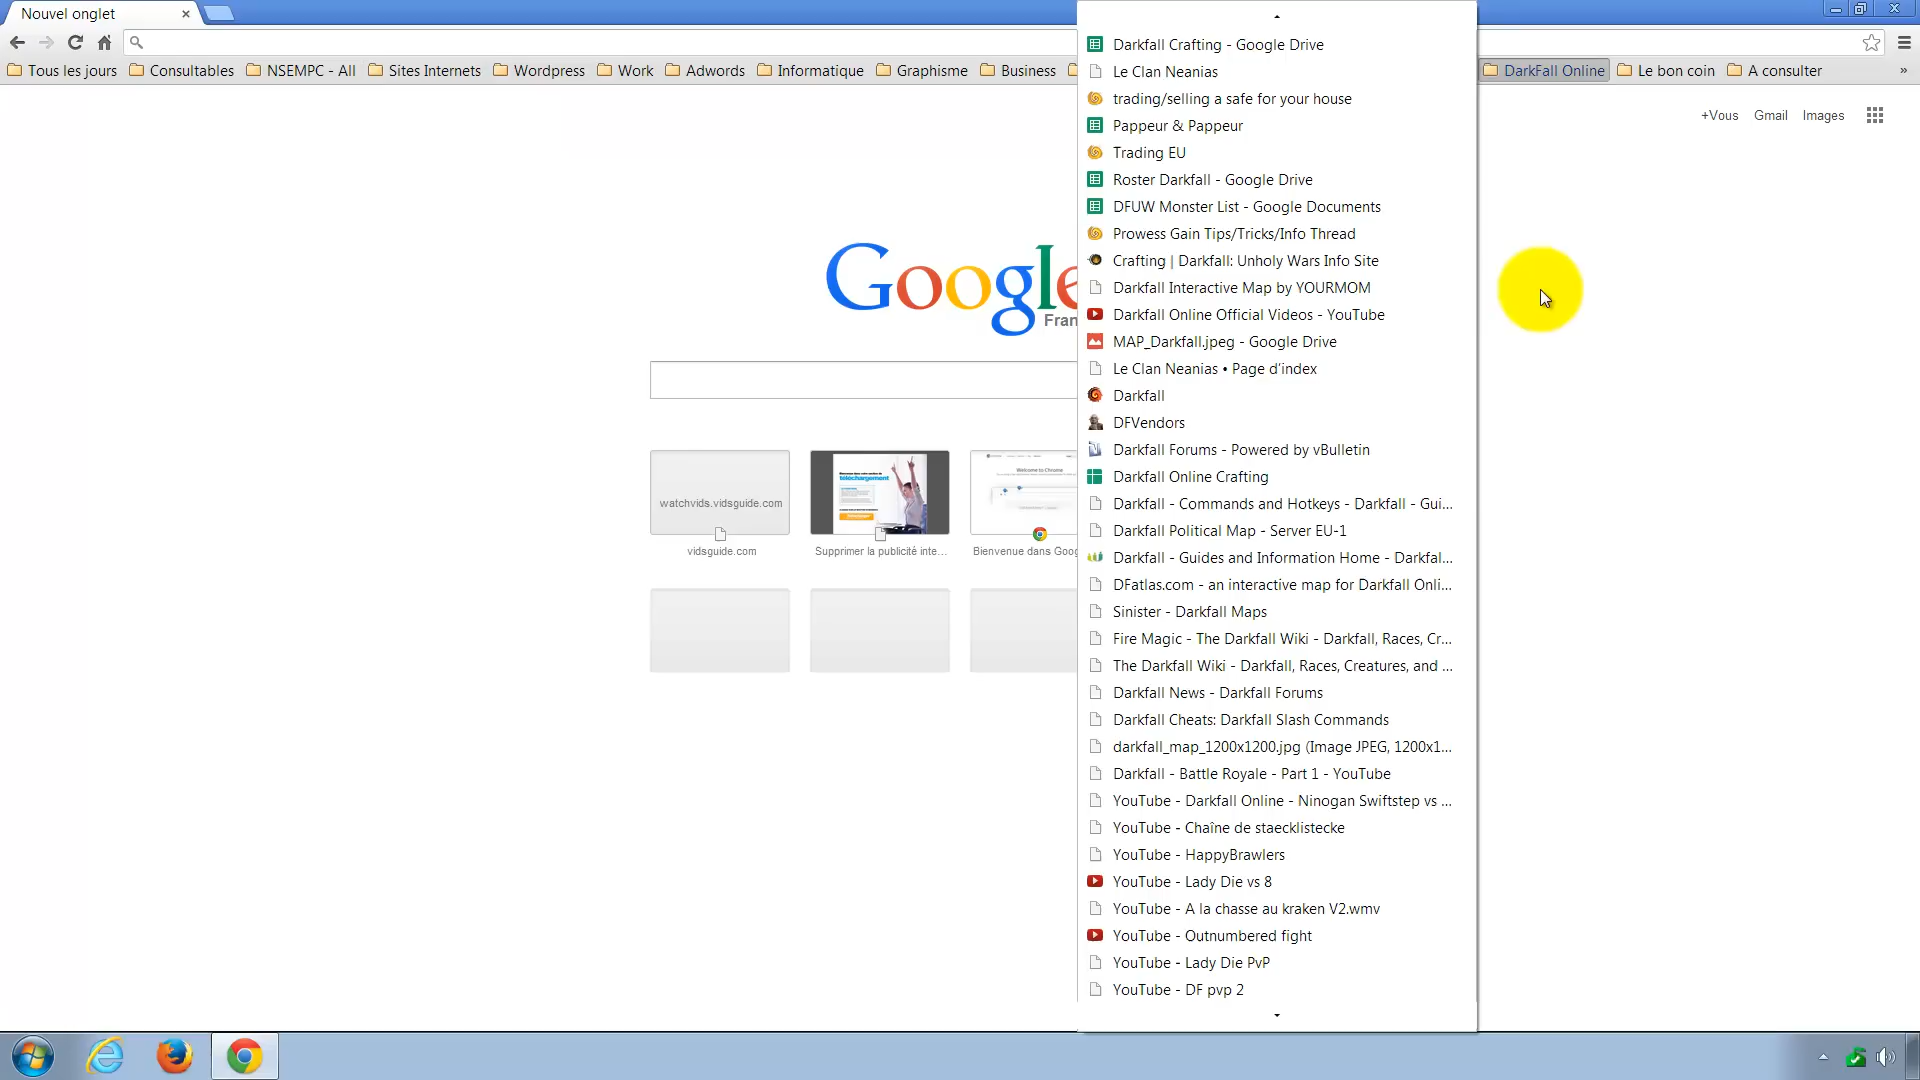 Nouvel onglet
Tous les jours
Consultables
NSEMPC - All
Sites Internets
Wordpress
Work
Adwords
Informatique
Graphisme
Business
DarkFall Online
Le bon coin
A consulter
»
+Vous
Gmail
Images
Google
Fran
watchvids.vidsguide.com
vidsguide.com
Bienvenue dans votre section de
téléchargement
Supprimer la publicité inte...
Welcome to Chrome
Bienvenue dans Goog
Darkfall Crafting - Google Drive
Le Clan Neanias
trading/selling a safe for your house
Pappeur & Pappeur
Trading EU
Roster Darkfall - Google Drive
DFUW Monster List - Google Documents
Prowess Gain Tips/Tricks/Info Thread
Crafting | Darkfall: Unholy Wars Info Site
Darkfall Interactive Map by YOURMOM
Darkfall Online Official Videos - YouTube
MAP_Darkfall.jpeg - Google Drive
Le Clan Neanias • Page d'index
Darkfall
DFVendors
Darkfall Forums - Powered by vBulletin
Darkfall Online Crafting
Darkfall - Commands and Hotkeys - Darkfall - Gui...
Darkfall Political Map - Server EU-1
Darkfall - Guides and Information Home - Darkfal...
DFatlas.com - an interactive map for Darkfall Onli...
Sinister - Darkfall Maps
Fire Magic - The Darkfall Wiki - Darkfall, Races, Cr...
The Darkfall Wiki - Darkfall, Races, Creatures, and ...
Darkfall News - Darkfall Forums
Darkfall Cheats: Darkfall Slash Commands
darkfall_map_1200x1200.jpg (Image JPEG, 1200x1...
Darkfall - Battle Royale - Part 1 - YouTube
YouTube - Darkfall Online - Ninogan Swiftstep vs ...
YouTube - Chaîne de staecklistecke
YouTube - HappyBrawlers
YouTube - Lady Die vs 8
YouTube - A la chasse au kraken V2.wmv
YouTube - Outnumbered fight
YouTube - Lady Die PvP
YouTube - DF pvp 2